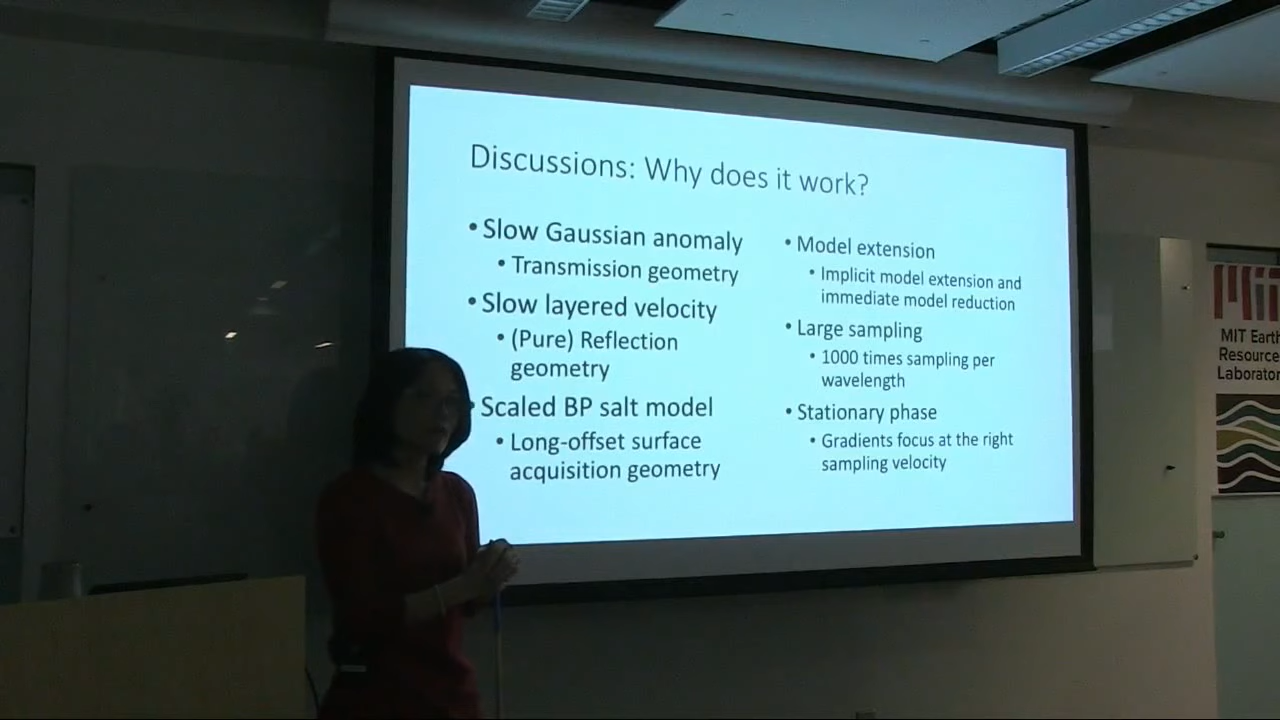 Discussions: Why does it work?
• Slow Gaussian anomaly
• Transmission geometry
• Slow layered velocity
• (Pure) Reflection
geometry
• Scaled BP salt model
• Long-offset surface
acquisition geometry
• Model extension
• Implicit model extension and
immediate model reduction
• Large sampling
• 1000 times sampling per
wavelength
• Stationary phase
• Gradients focus at the right
sampling velocity
MIT
MIT Earth
Resource
Laborator